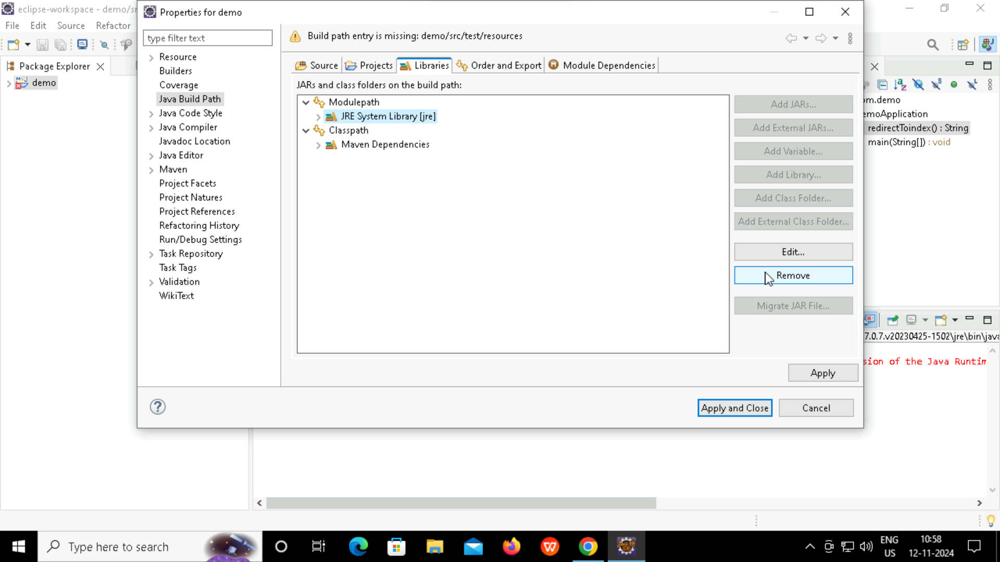 eclipse-workspace - demo/sr
Properties for demo
File Edit Source Refactor
type filter text
Build path entry is missing: demo/src/test/resources
Package Explorer
demo
Resource
Builders
Coverage
Java Build Path
Java Code Style
Java Compiler
Javadoc Location
Java Editor
Maven
Project Facets
Project Natures
Project References
Refactoring History
Run/Debug Settings
Task Repository
Task Tags
Validation
WikiText
Source Projects Libraries Order and Export Module Dependencies
JARs and class folders on the build path:
Modulepath
JRE System Library [jre]
Classpath
Maven Dependencies
Add JARs...
Add External JARs...
Add Variable...
Add Library...
Add Class Folder...
Add External Class Folder...
Edit...
Remove
Migrate JAR File...
Apply
Apply and Close Cancel
om.demo
emoApplication
redirectToindex() : String
main(String[]) : void
7.0.7.v20230425-1502\jre\bin\java
sion of the Java Runtim
Type here to search
ENG
US
10:58
12-11-2024